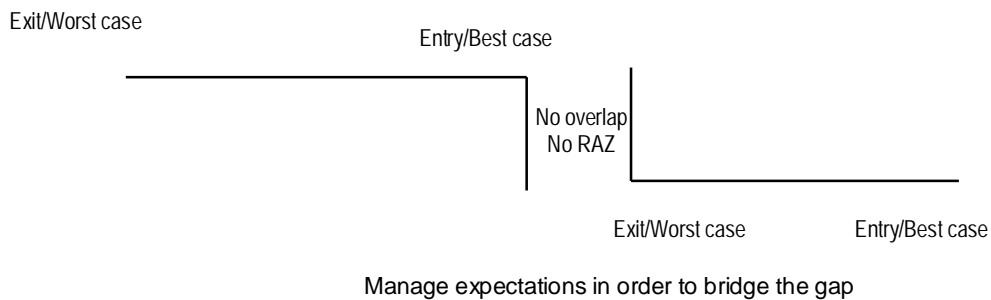 Exit/Worst case
Entry/Best case
No overlap
No RAZ
Exit/Worst case
Entry/Best case
Manage expectations in order to bridge the gap